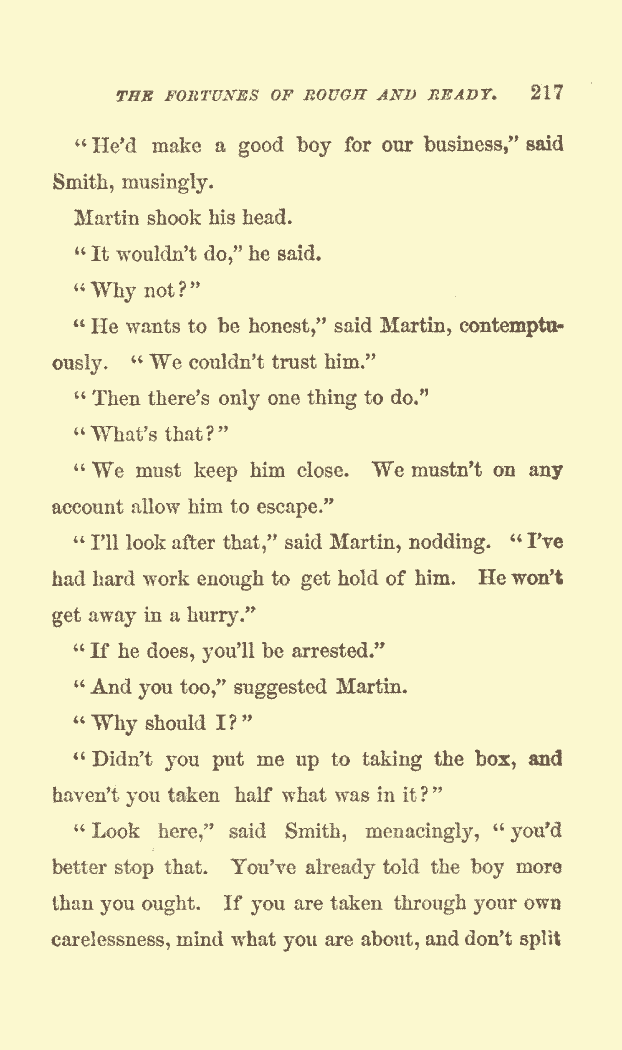 THE FORTUNES OF ROUGH AND READY. 217
“He’d make a good boy for our business,” said
Smith, musingly.
Martin shook his head.
“It wouldn’t do,” he said.
“Why not?”
“He wants to be honest,” said Martin, contemptu-
ously. “We couldn’t trust him.”
“Then there’s only one thing to do.”
“What’s that?”
“We must keep him close. We mustn’t on any
account allow him to escape.”
“I’ll look after that,” said Martin, nodding. “I’ve
had hard work enough to get hold of him. He won’t
get away in a hurry.”
“If he does, you’ll be arrested.”
“And you too,” suggested Martin.
“Why should I?”
“Didn’t you put me up to taking the box, and
haven’t you taken half what was in it?”
“Look here,” said Smith, menacingly, “you’d
better stop that. You’ve already told the boy more
than you ought. If you are taken through your own
carelessness, mind what you are about, and don’t split